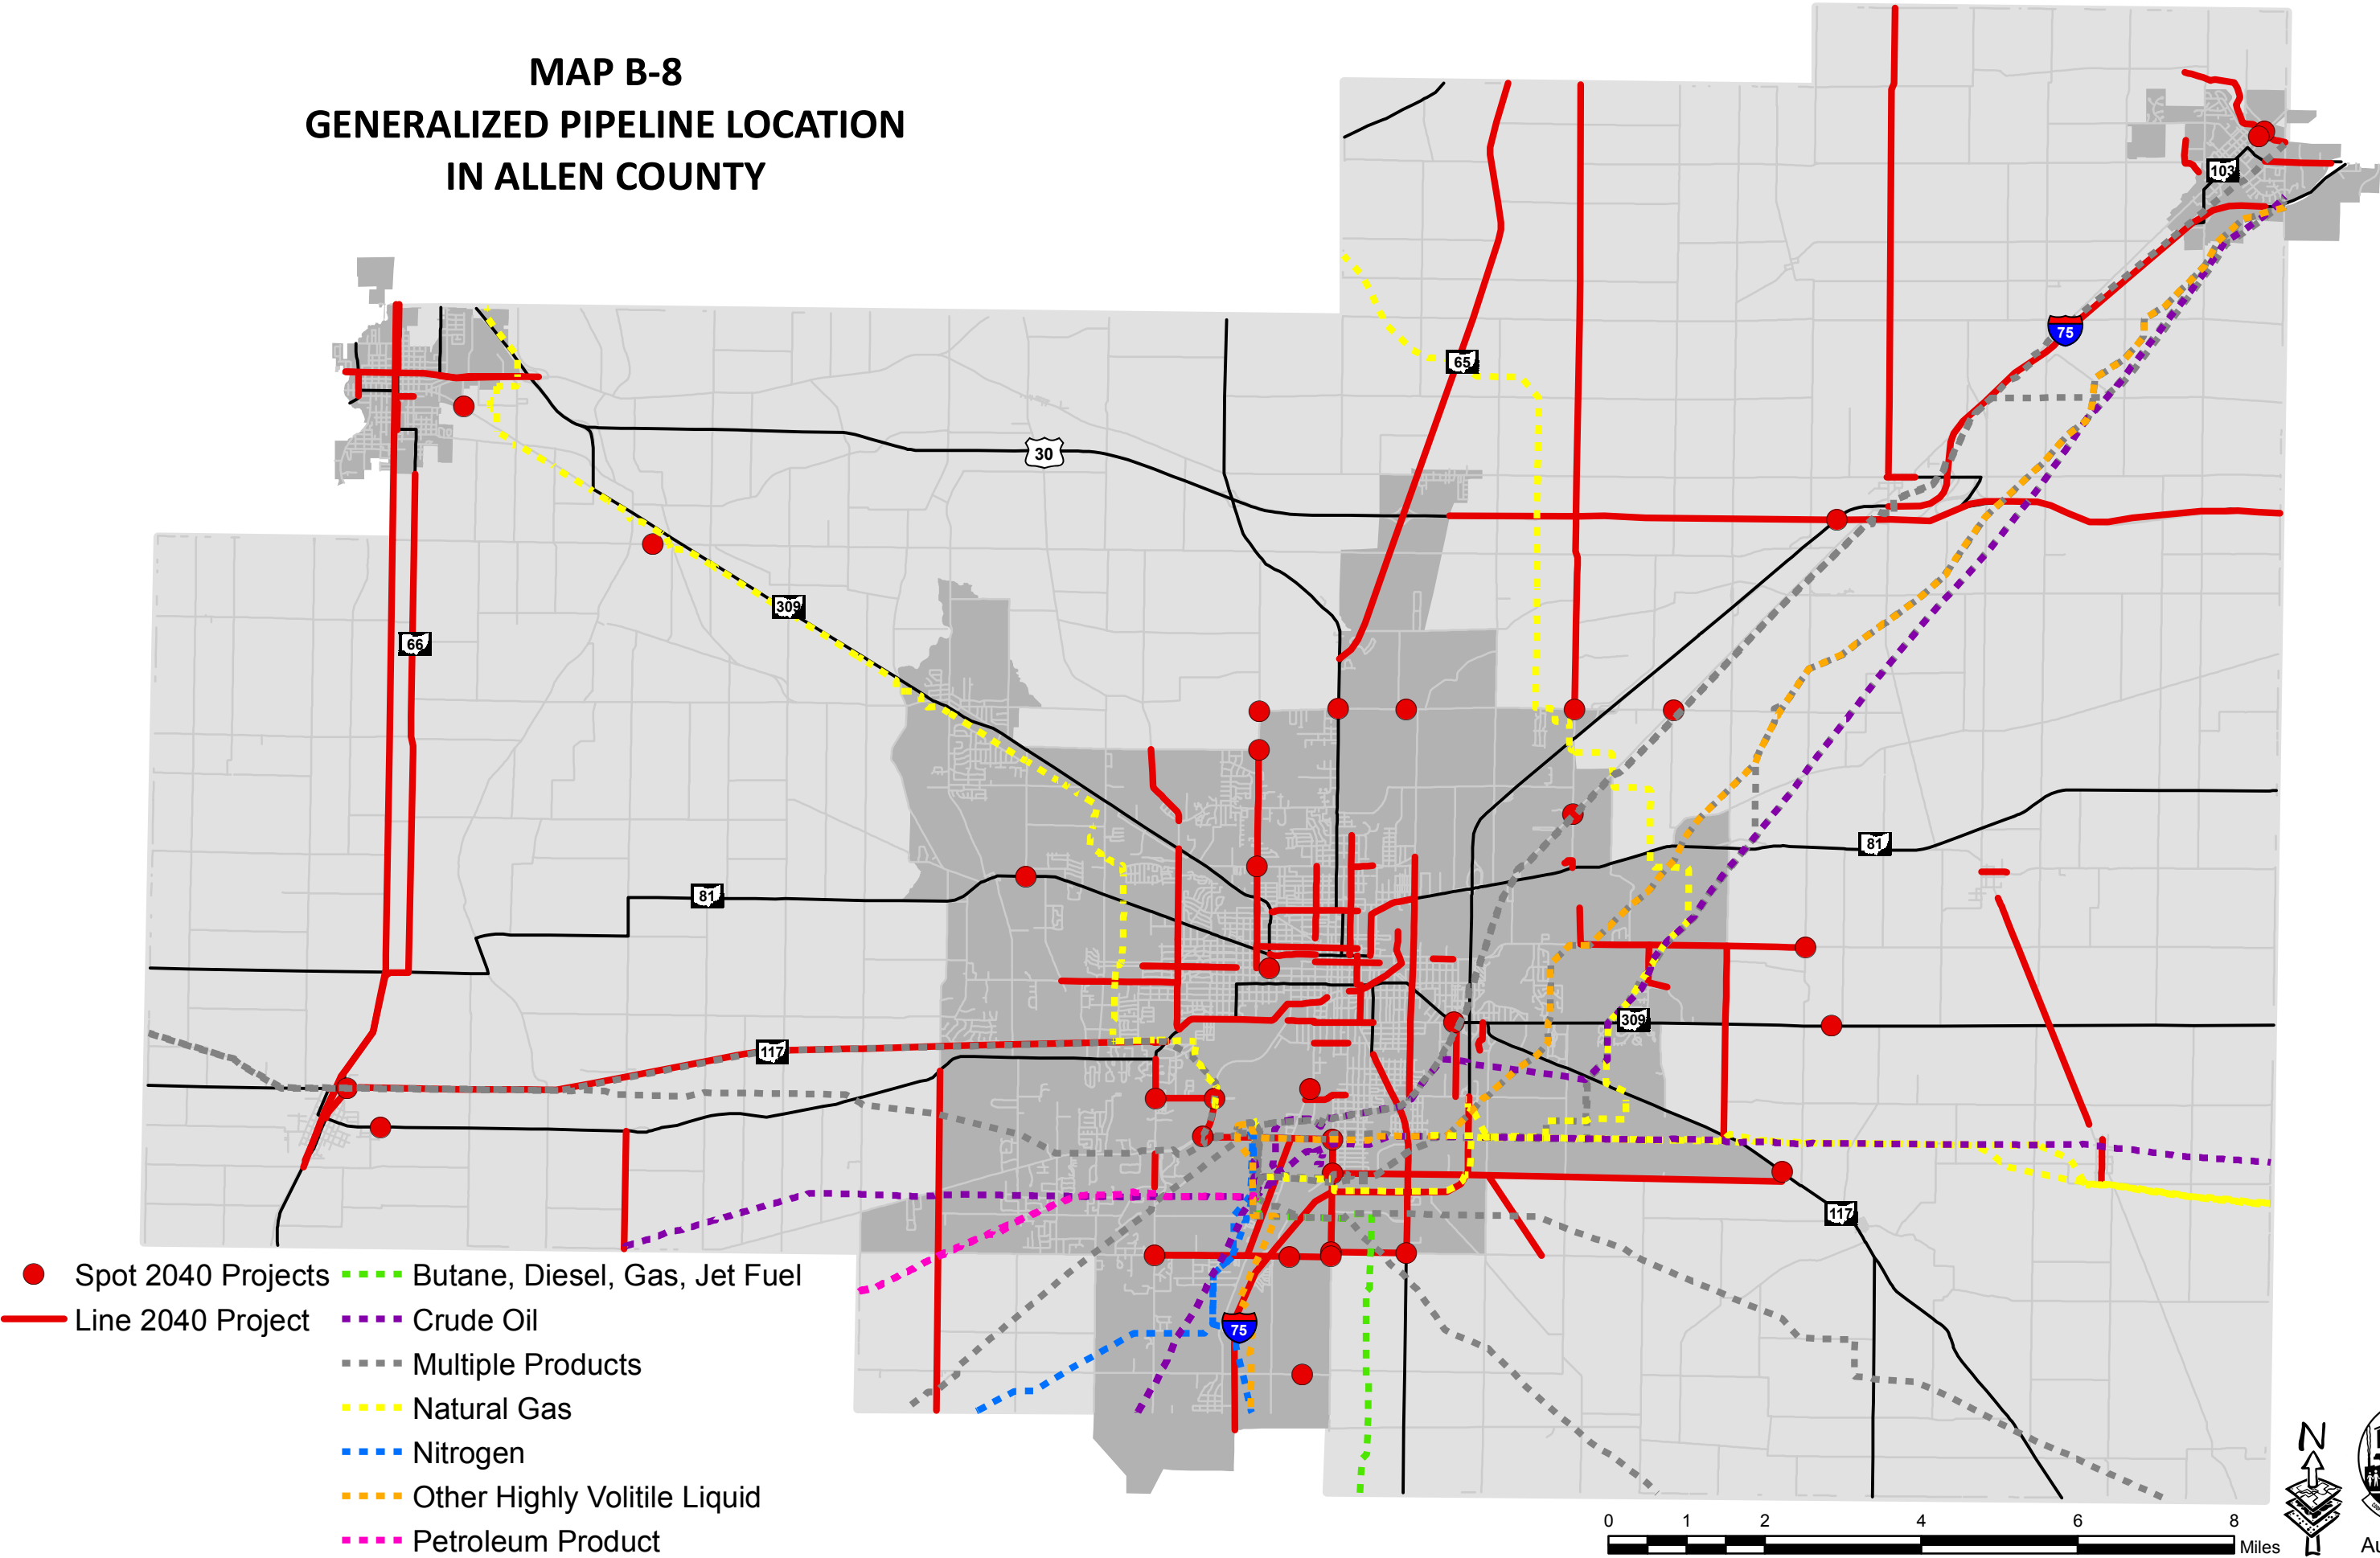 MAP B-8
GENERALIZED PIPELINE LOCATION
IN ALLEN COUNTY
103
75
65
30
309
66
81
81
309
117
117
75
Spot 2040 Projects
Line 2040 Project
Butane, Diesel, Gas, Jet Fuel
Crude Oil
Multiple Products
Natural Gas
Nitrogen
Other Highly Volitile Liquid
Petroleum Product
N
0 1 2 4 6 8
Miles